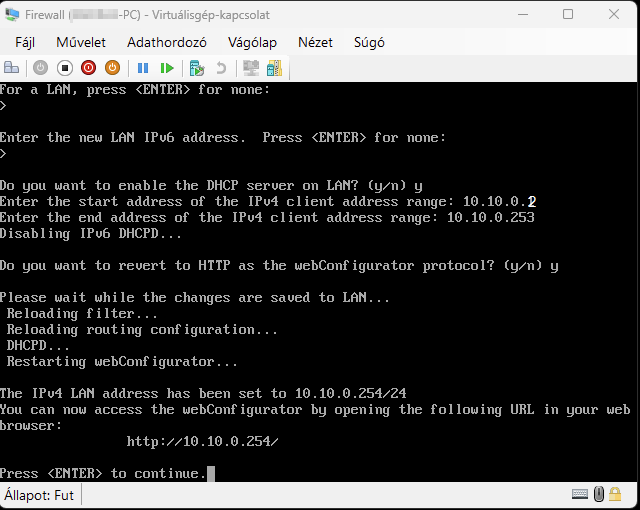 Firewall ( -PC) - Virtuálisgép-kapcsolat
Fájl Művelet Adathordozó Vágólap Nézet Súgó
For a LAN, press <ENTER> for none:
>
Enter the new LAN IPv6 address.  Press <ENTER> for none:
>
Do you want to enable the DHCP server on LAN? (y/n) y
Enter the start address of the IPv4 client address range: 10.10.0.2
Enter the end address of the IPv4 client address range: 10.10.0.253
Disabling IPv6 DHCPD...
Do you want to revert to HTTP as the webConfigurator protocol? (y/n) y
Please wait while the changes are saved to LAN...
Reloading filter...
Reloading routing configuration...
DHCPD...
Restarting webConfigurator...
The IPv4 LAN address has been set to 10.10.0.254/24
You can now access the webConfigurator by opening the following URL in your web
browser:
http://10.10.0.254/
Press <ENTER> to continue.
Állapot: Fut